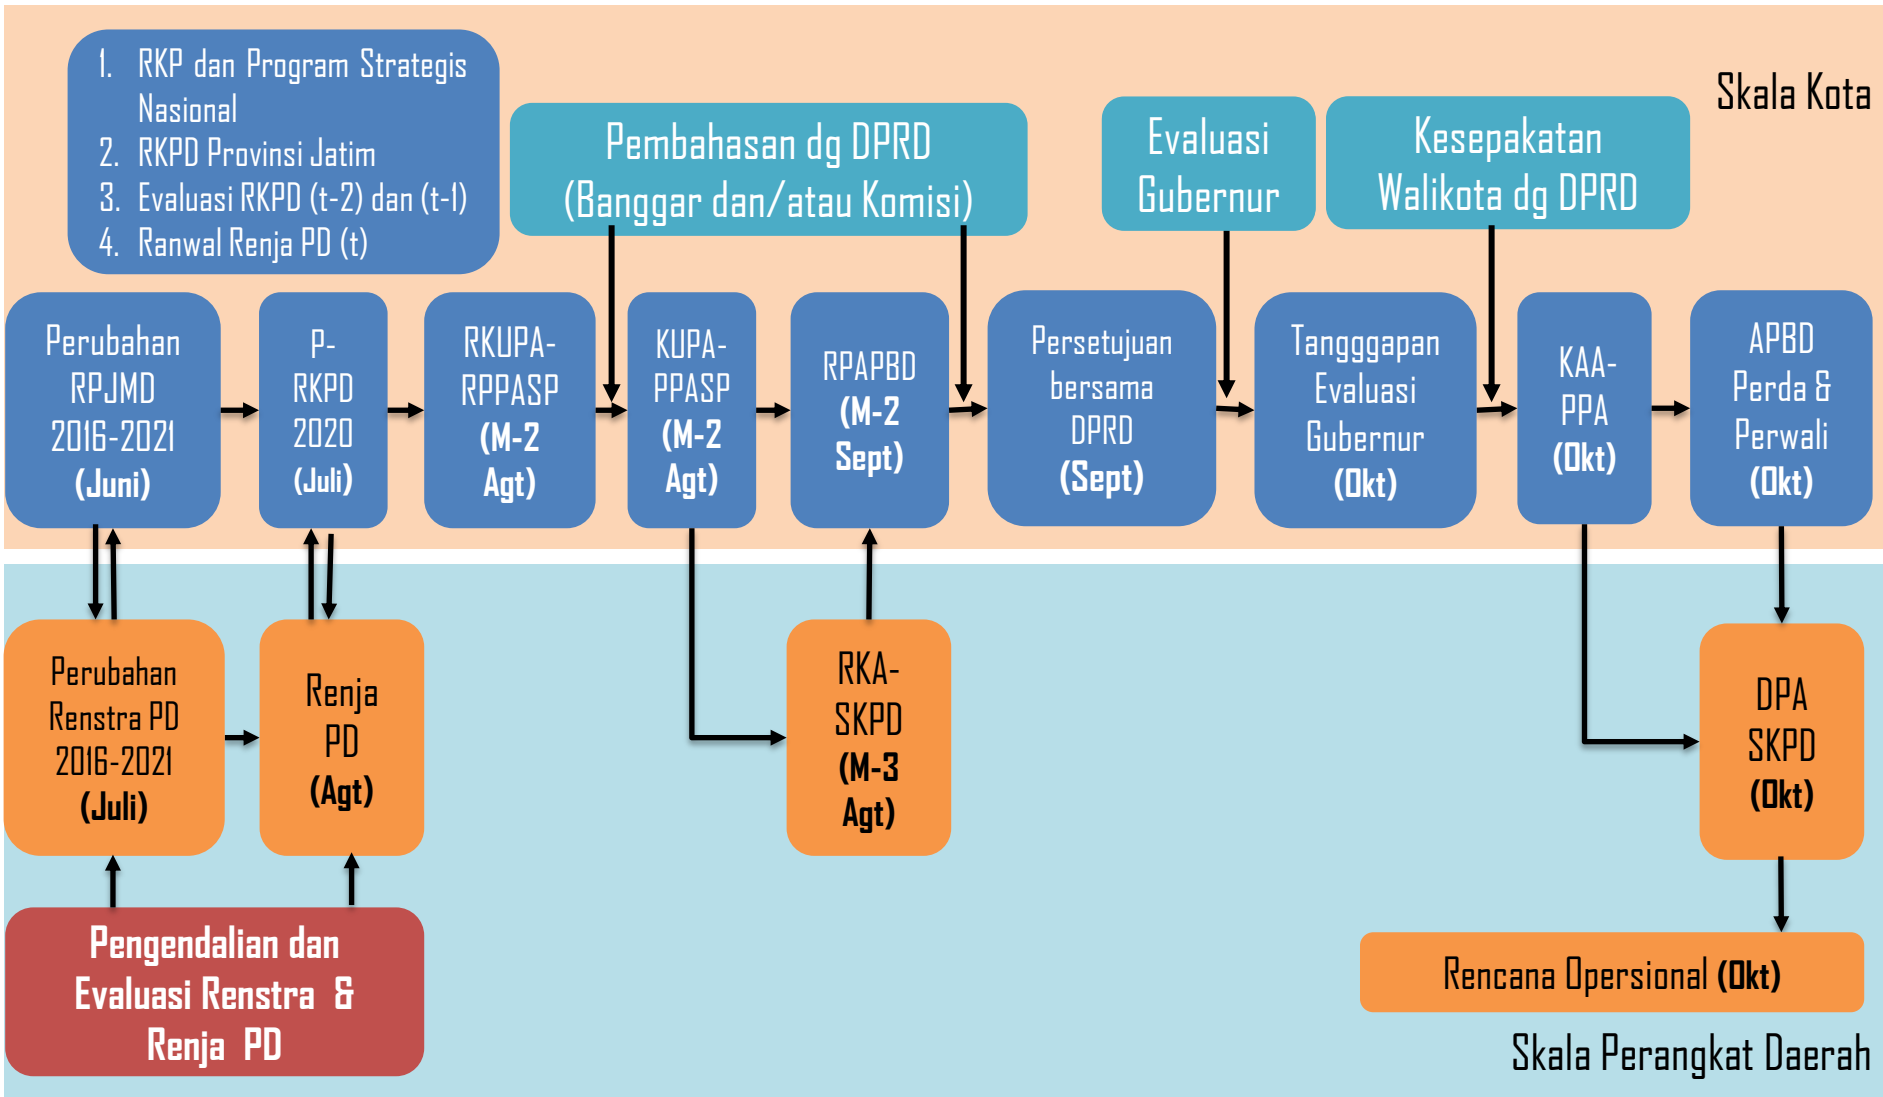 1. RKP dan Program Strategis
Nasional
2. RKPD Provinsi Jatim
3. Evaluasi RKPD (t-2) dan (t-1)
4. Ranwal Renja PD (t)
Pembahasan dg DPRD
(Banggar dan/atau Komisi)
Evaluasi
Gubernur
Kesepakatan
Walikota dg DPRD
Skala Kota
Perubahan
RPJMD
2016-2021
(Juni)
P-
RKPD
2020
(Juli)
RKUPA-
RPPASP
(M-2
Agt)
KUPA-
PPASP
(M-2
Agt)
RPAPBD
(M-2
Sept)
Persetujuan
bersama
DPRD
(Sept)
Tangggapan
Evaluasi
Gubernur
(Okt)
KAA-
PPA
(Okt)
APBD
Perda &
Perwali
(Okt)
Perubahan
Renstra PD
2016-2021
(Juli)
Renja
PD
(Agt)
RKA-
SKPD
(M-3
Agt)
DPA
SKPD
(Okt)
Pengendalian dan
Evaluasi Renstra &
Renja PD
Rencana Opersional (Okt)
Skala Perangkat Daerah